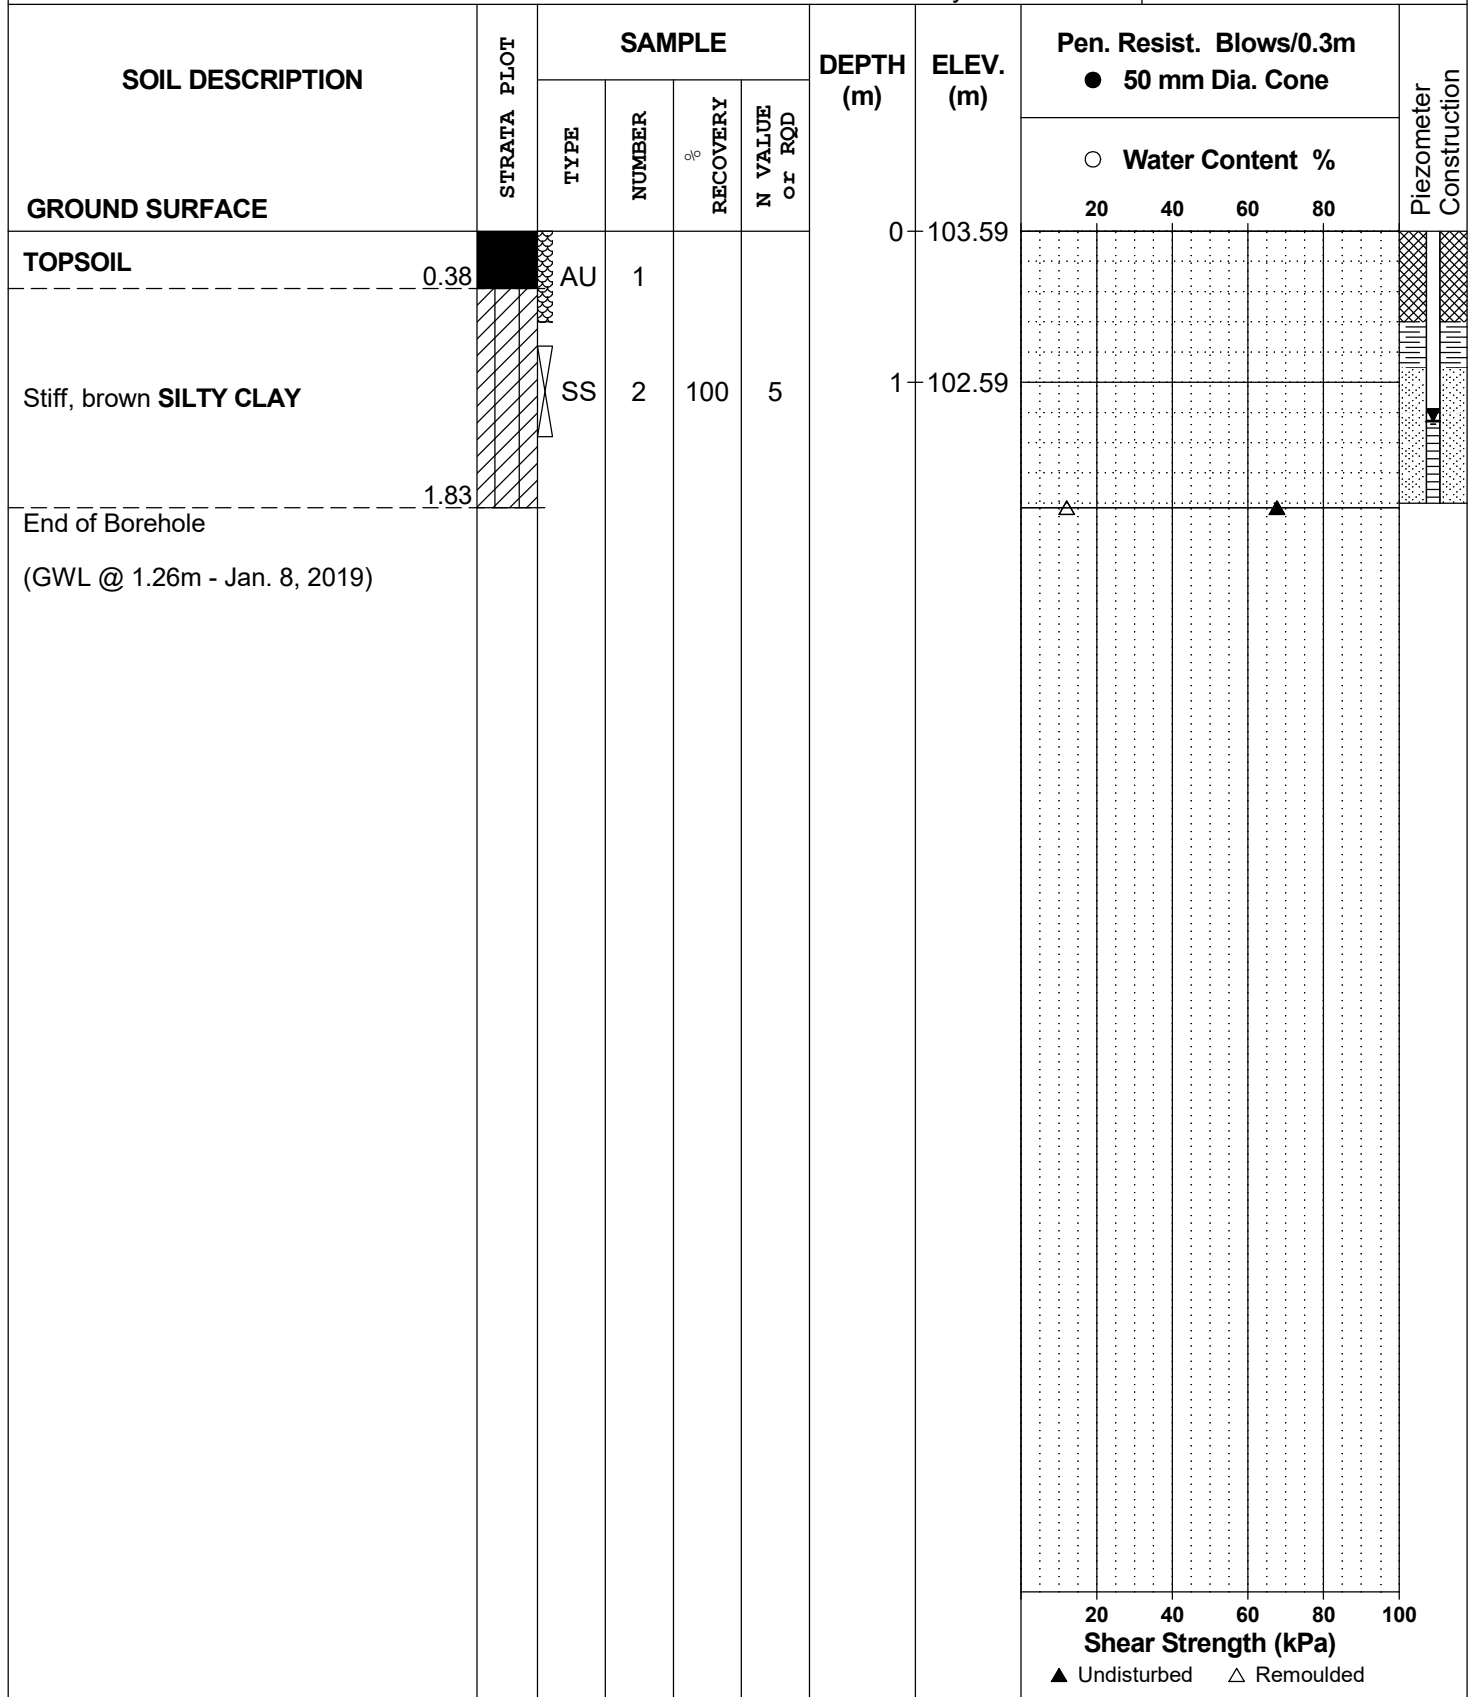 SOIL DESCRIPTION
GROUND SURFACE
STRATA PLOT
SAMPLE
TYPE
NUMBER
% RECOVERY
N VALUE or RQD
DEPTH (m)
ELEV. (m)
Pen. Resist. Blows/0.3m
● 50 mm Dia. Cone
○ Water Content %
20 40 60 80
Piezometer Construction
0 103.59
TOPSOIL
0.38
AU 1
Stiff, brown SILTY CLAY
SS 2 100 5
1 102.59
1.83
End of Borehole
(GWL @ 1.26m - Jan. 8, 2019)
20 40 60 80 100
Shear Strength (kPa)
▲ Undisturbed △ Remoulded